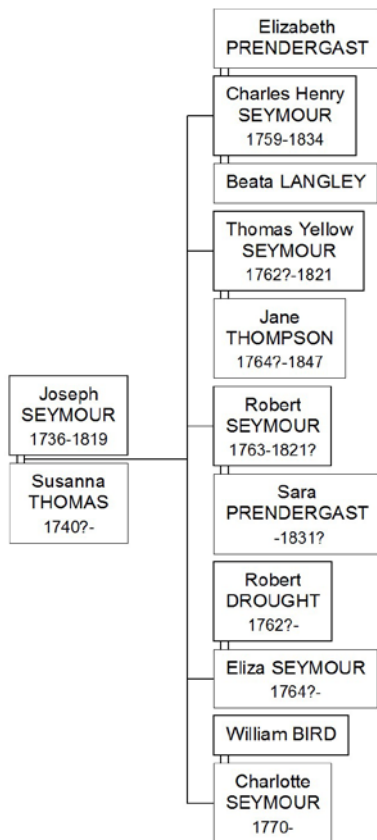 Elizabeth
PRENDERGAST
Charles Henry
SEYMOUR
1759-1834
Beata LANGLEY
Thomas Yellow
SEYMOUR
1762?-1821
Jane
THOMPSON
1764?-1847
Joseph
SEYMOUR
1736-1819
Susanna
THOMAS
1740?-
Robert
SEYMOUR
1763-1821?
Sara
PRENDERGAST
-1831?
Robert
DROUGHT
1762?-
Eliza SEYMOUR
1764?-
William BIRD
Charlotte
SEYMOUR
1770-